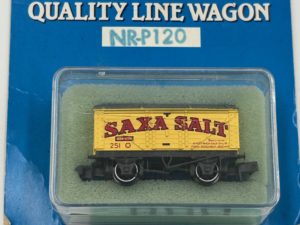 QUALITY LINE WAGON
NR-P120
SAXA SALT
251